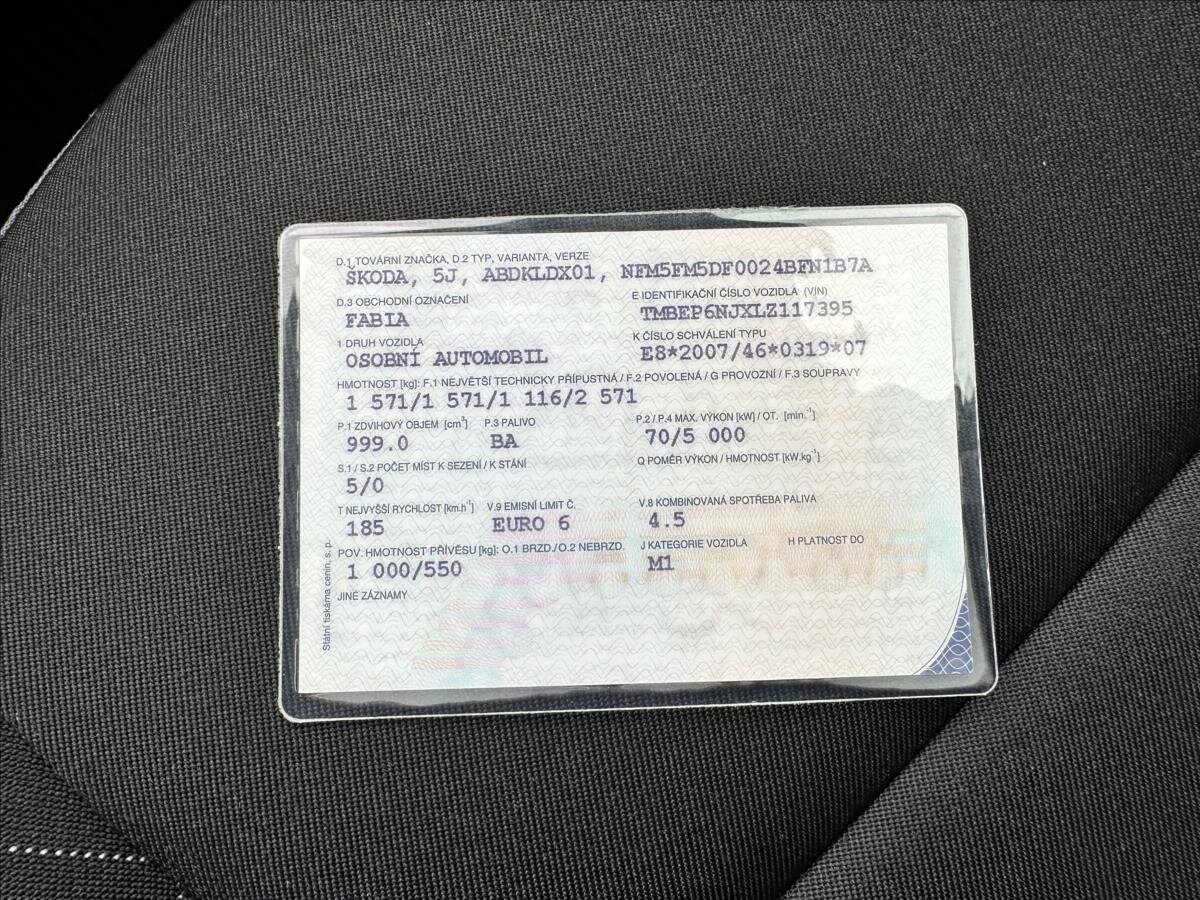 D.1 TOVÁRNÍ ZNAČKA, D.2 TYP, VARIANTA, VERZE
ŠKODA, 5J, ABDKLDX01, NFM5FM5DF0024BFN1B7A
D.3 OBCHODNÍ OZNAČENÍ E IDENTIFIKAČNÍ ČÍSLO VOZIDLA (VIN)
FABIA TMBEP6NJXLZ117395
1 DRUH VOZIDLA K ČÍSLO SCHVÁLENÍ TYPU
OSOBNÍ AUTOMOBIL E8*2007/46*0319*07
HMOTNOST [kg]: F.1 NEJVĚTŠÍ TECHNICKY PŘÍPUSTNÁ / F.2 POVOLENÁ / G PROVOZNÍ / F.3 SOUPRAVY
1 571/1 571/1 116/2 571
P.1 ZDVIHOVÝ OBJEM [cm³] P.3 PALIVO P.2 / P.4 MAX. VÝKON [kW] / OT. [min.⁻¹]
999.0 BA 70/5 000
S.1 / S.2 POČET MÍST K SEZENÍ / K STÁNÍ Q POMĚR VÝKON / HMOTNOST [kW.kg⁻¹]
5/0
T NEJVYŠŠÍ RYCHLOST [km.h⁻¹] V.9 EMISNÍ LIMIT Č. V.8 KOMBINOVANÁ SPOTŘEBA PALIVA
185 EURO 6 4.5
POV. HMOTNOST PŘÍVĚSU [kg]: O.1 BRZD./O.2 NEBRZD. J KATEGORIE VOZIDLA H PLATNOST DO
1 000/550 M1
JINÉ ZÁZNAMY
Státní tiskárna cenin, s. p.